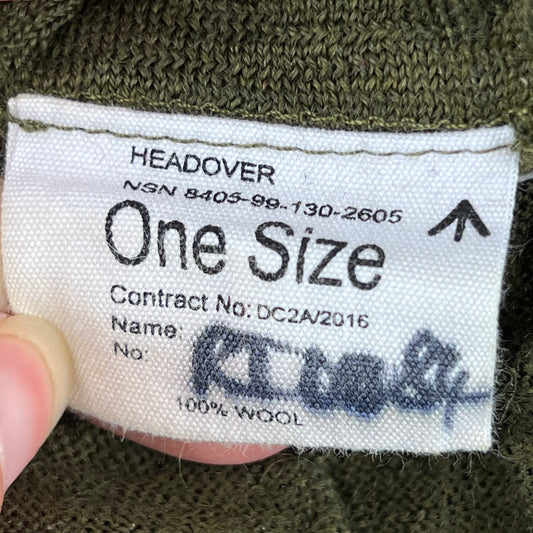 HEADOVER
NSN 8405-99-130-2605
One Size
Contract No: DC2A/2016
Name:
No:
100% WOOL